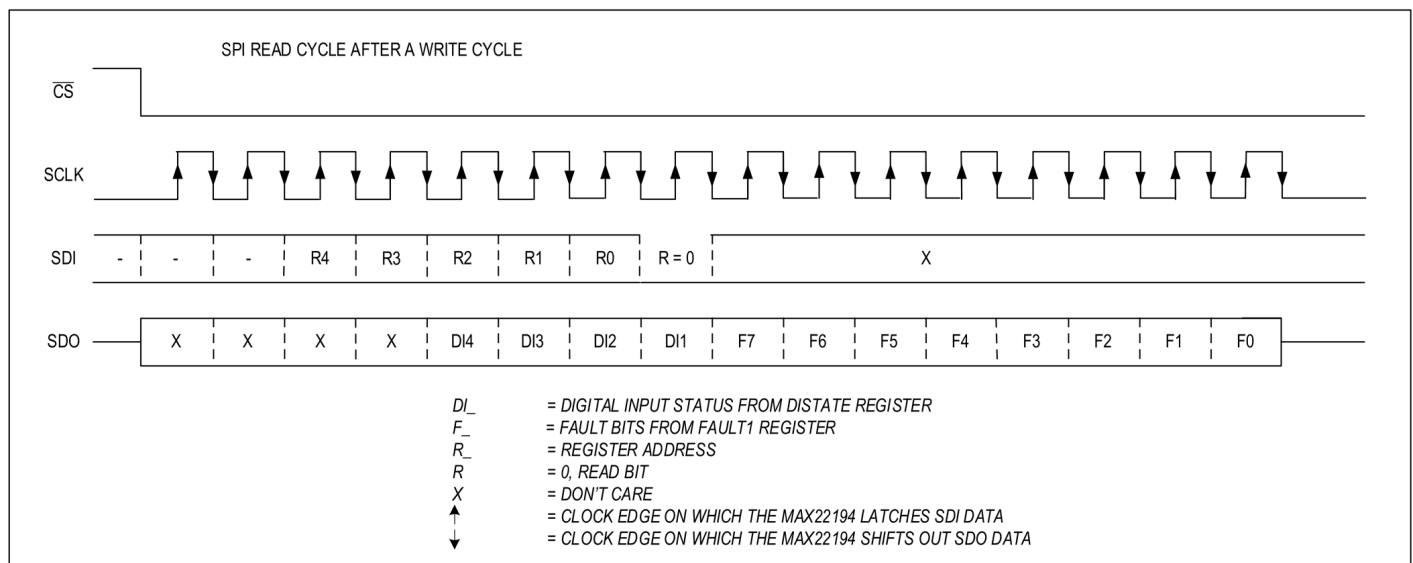 SPI READ CYCLE AFTER A WRITE CYCLE
CS
SCLK
SDI - - - R4 R3 R2 R1 R0 R = 0 X
SDO X X X X DI4 DI3 DI2 DI1 F7 F6 F5 F4 F3 F2 F1 F0
DI_ = DIGITAL INPUT STATUS FROM DISTATE REGISTER
F_ = FAULT BITS FROM FAULT1 REGISTER
R_ = REGISTER ADDRESS
R = 0, READ BIT
X = DON'T CARE
↑ = CLOCK EDGE ON WHICH THE MAX22194 LATCHES SDI DATA
↓ = CLOCK EDGE ON WHICH THE MAX22194 SHIFTS OUT SDO DATA